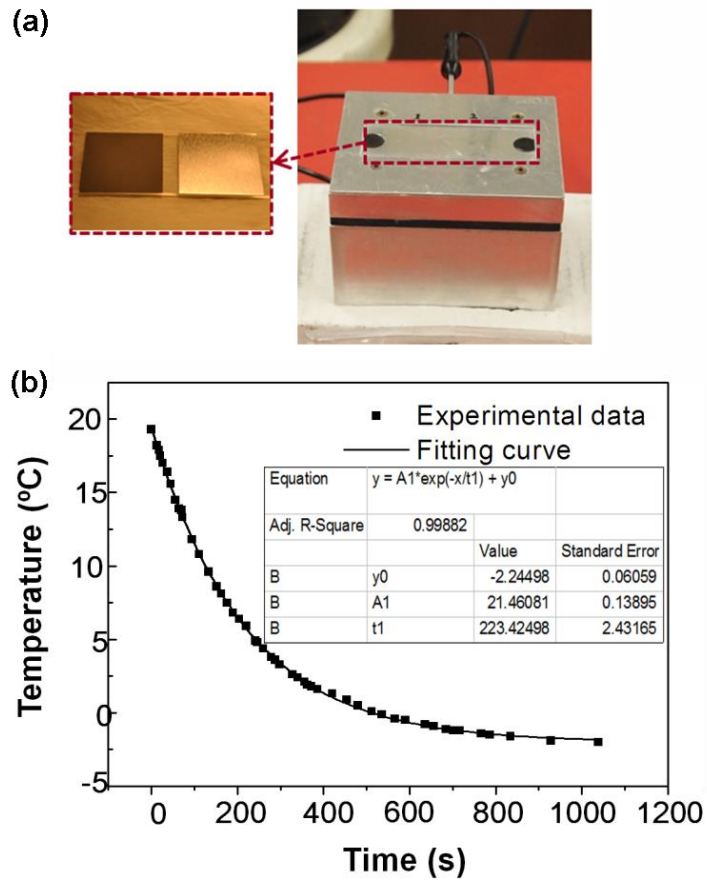 (a)
1 2
(b)
Temperature (ºC)
20
15
10
5
0
-5
■ Experimental data
— Fitting curve
Equation y = A1*exp(-x/t1) + y0
Adj. R-Square 0.99882
Value Standard Error
B y0 -2.24498 0.06059
B A1 21.46081 0.13895
B t1 223.42498 2.43165
0 200 400 600 800 1000 1200
Time (s)